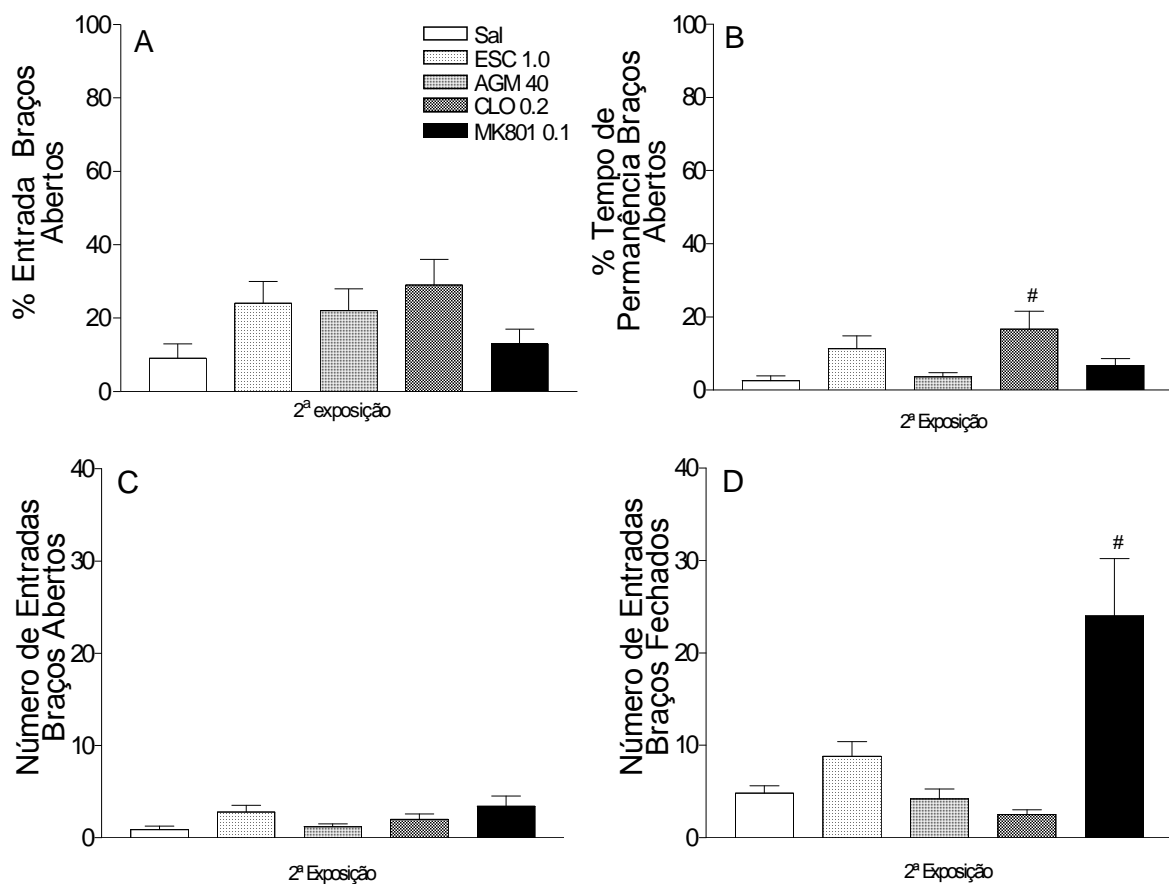 A
Sal
ESC 1.0
AGM 40
CLO 0.2
MK801 0.1
% Entrada Braços
Abertos
100
80
60
40
20
0
2ª exposição
B
% Tempo de
Permanência Braços
Abertos
100
80
60
40
20
0
#
2ª Exposição
C
Número de Entradas
Braços Abertos
40
30
20
10
0
2ª Exposição
D
Número de Entradas
Braços Fechados
40
30
20
10
0
#
2ª Exposição